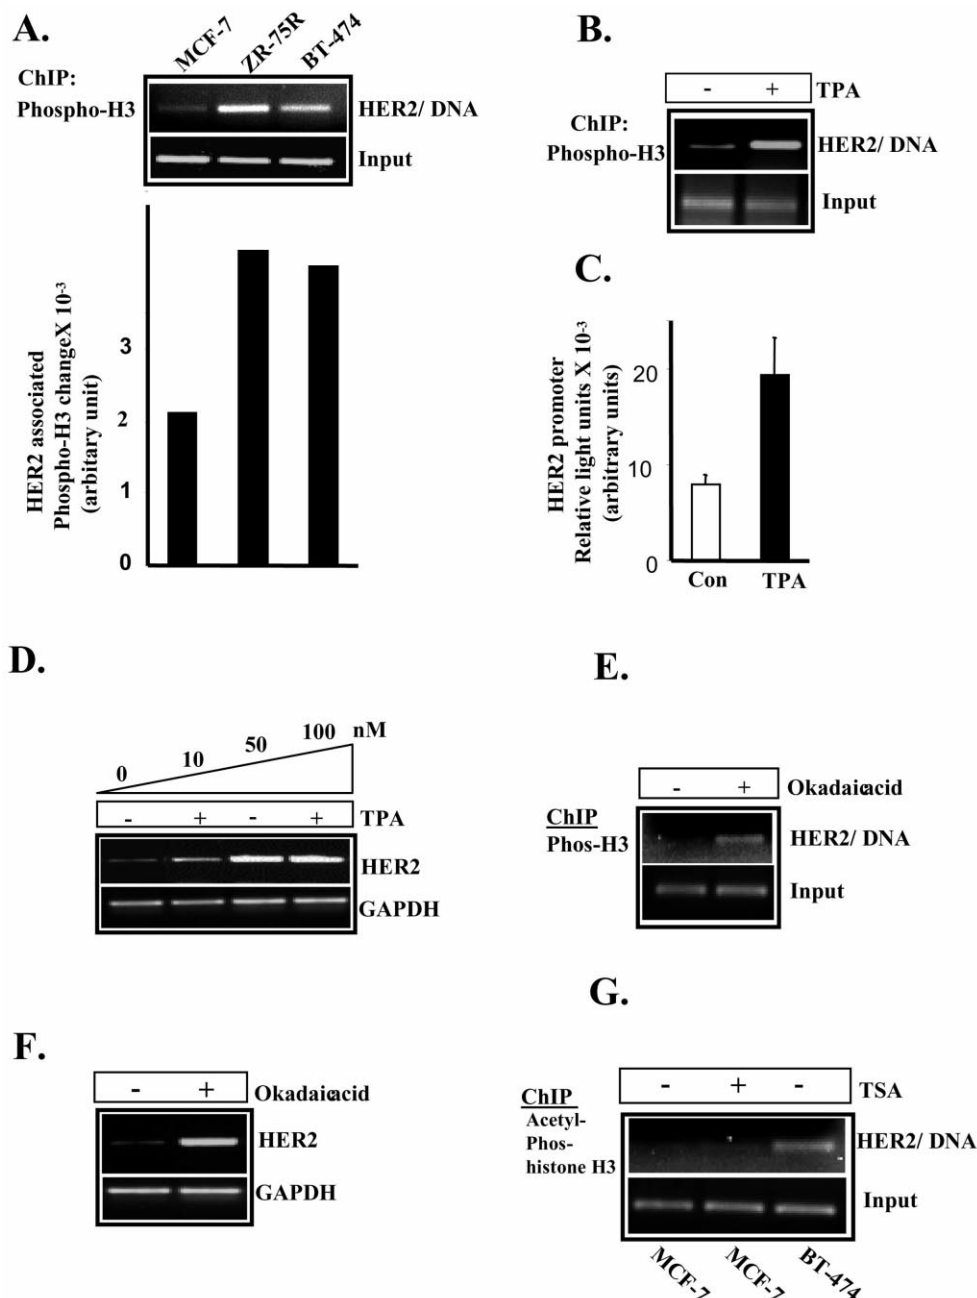 A.
MCF-7
ZR-75R
BT-474
ChIP:
Phospho-H3
HER2/ DNA
Input
HER2 associated
Phospho-H3 changeX 10-3
(arbitary unit)
3
2
1
0
B.
- + TPA
ChIP:
Phospho-H3
HER2/ DNA
Input
C.
HER2 promoter
Relative light units X 10-3
(arbitrary units)
20
10
0
Con TPA
D.
0 10 50 100 nM
- + - + TPA
HER2
GAPDH
E.
- + Okadaicacid
ChIP
Phos-H3
HER2/ DNA
Input
F.
- + Okadaicacid
HER2
GAPDH
G.
- + - TSA
ChIP
Acetyl-
Phos-
histone H3
HER2/ DNA
Input
MCF-7
MCF-7
BT-474